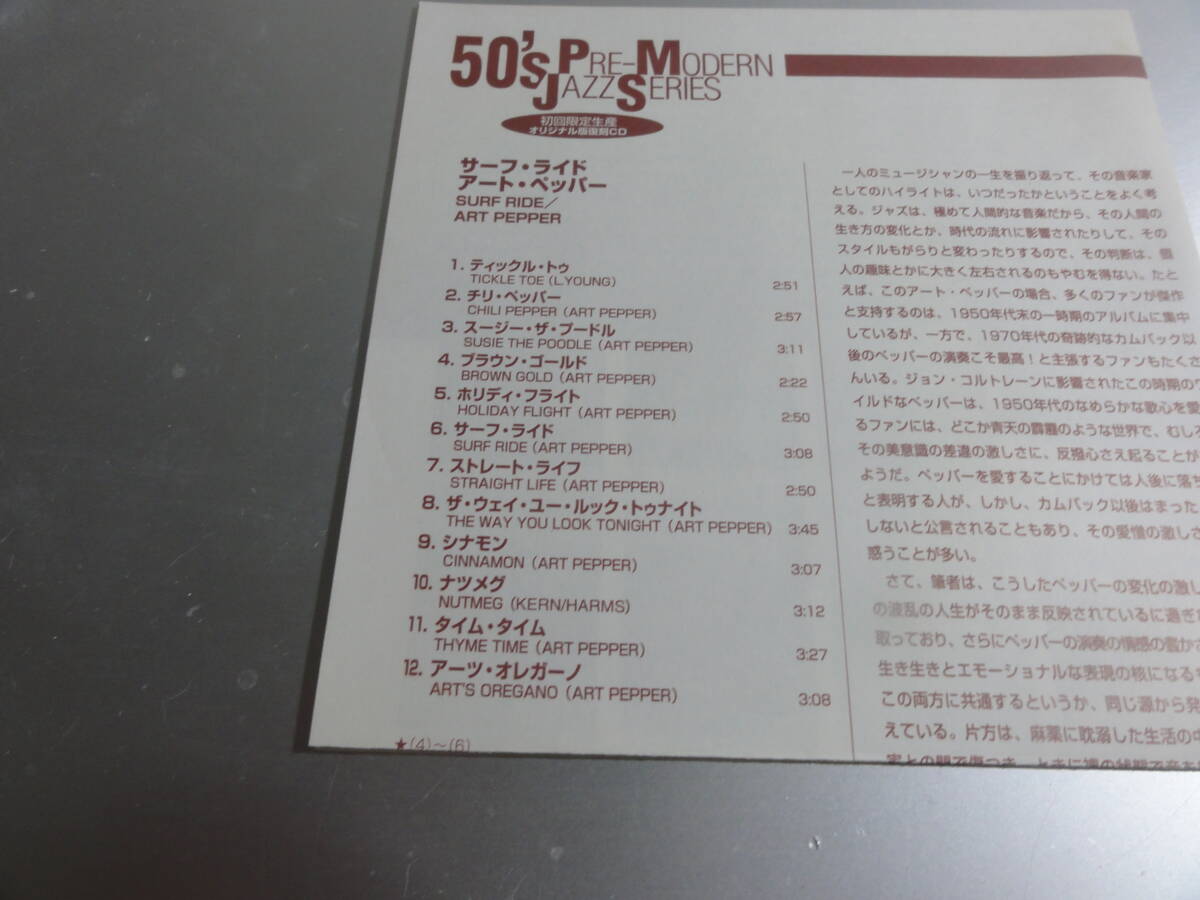 50's PRE-MODERN
JAZZ SERIES
初回限定生産
オリジナル版復刻CD
サーフ・ライド
アート・ペッパー
SURF RIDE／
ART PEPPER
1. ティックル・トゥ
TICKLE TOE (L.YOUNG) 2:51
2. チリ・ペッパー
CHILI PEPPER (ART PEPPER) 2:57
3. スージー・ザ・プードル
SUSIE THE POODLE (ART PEPPER) 3:11
4. ブラウン・ゴールド
BROWN GOLD (ART PEPPER) 2:22
5. ホリディ・フライト
HOLIDAY FLIGHT (ART PEPPER) 2:50
6. サーフ・ライド
SURF RIDE (ART PEPPER) 3:08
7. ストレート・ライフ
STRAIGHT LIFE (ART PEPPER) 2:50
8. ザ・ウェイ・ユー・ルック・トゥナイト
THE WAY YOU LOOK TONIGHT (ART PEPPER) 3:45
9. シナモン
CINNAMON (ART PEPPER) 3:07
10. ナツメグ
NUTMEG (KERN/HARMS) 3:12
11. タイム・タイム
THYME TIME (ART PEPPER) 3:27
12. アーツ・オレガーノ
ART'S OREGANO (ART PEPPER) 3:08
★(4)～(6)
一人のミュージシャンの一生を振り返って、その音楽家
としてのハイライトは、いつだったかということをよく考
える。ジャズは、極めて人間的な音楽だから、その人間の
生き方の変化とか、時代の流れに影響されたりして、その
スタイルもがらりと変わったりするので、その判断は、個
人の趣味とかに大きく左右されるのもやむを得ない。たと
えば、このアート・ペッパーの場合、多くのファンが傑作
と支持するのは、1950年代末の一時期のアルバムに集中
しているが、一方で、1970年代の奇跡的なカムバック以
後のペッパーの演奏こそ最高！と主張するファンもたくさ
んいる。ジョン・コルトレーンに影響されたこの時期のワ
イルドなペッパーは、1950年代のなめらかな歌心を愛
るファンには、どこか青天の霹靂のような世界で、むしろ
その美意識の差違の激しさに、反撥心さえ起ることが
ようだ。ペッパーを愛することにかけては人後に落ち
と表明する人が、しかし、カムバック以後はまった
しないと公言されることもあり、その愛憎の激しさ
惑うことが多い。
さて、筆者は、こうしたペッパーの変化の激し
の波乱の人生がそのまま反映されているに過ぎ
取っており、さらにペッパーの演奏の情感の豊かさ
生き生きとエモーショナルな表現の核になるも
この両方に共通するというか、同じ源から発
えている。片方は、麻薬に耽溺した生活の中